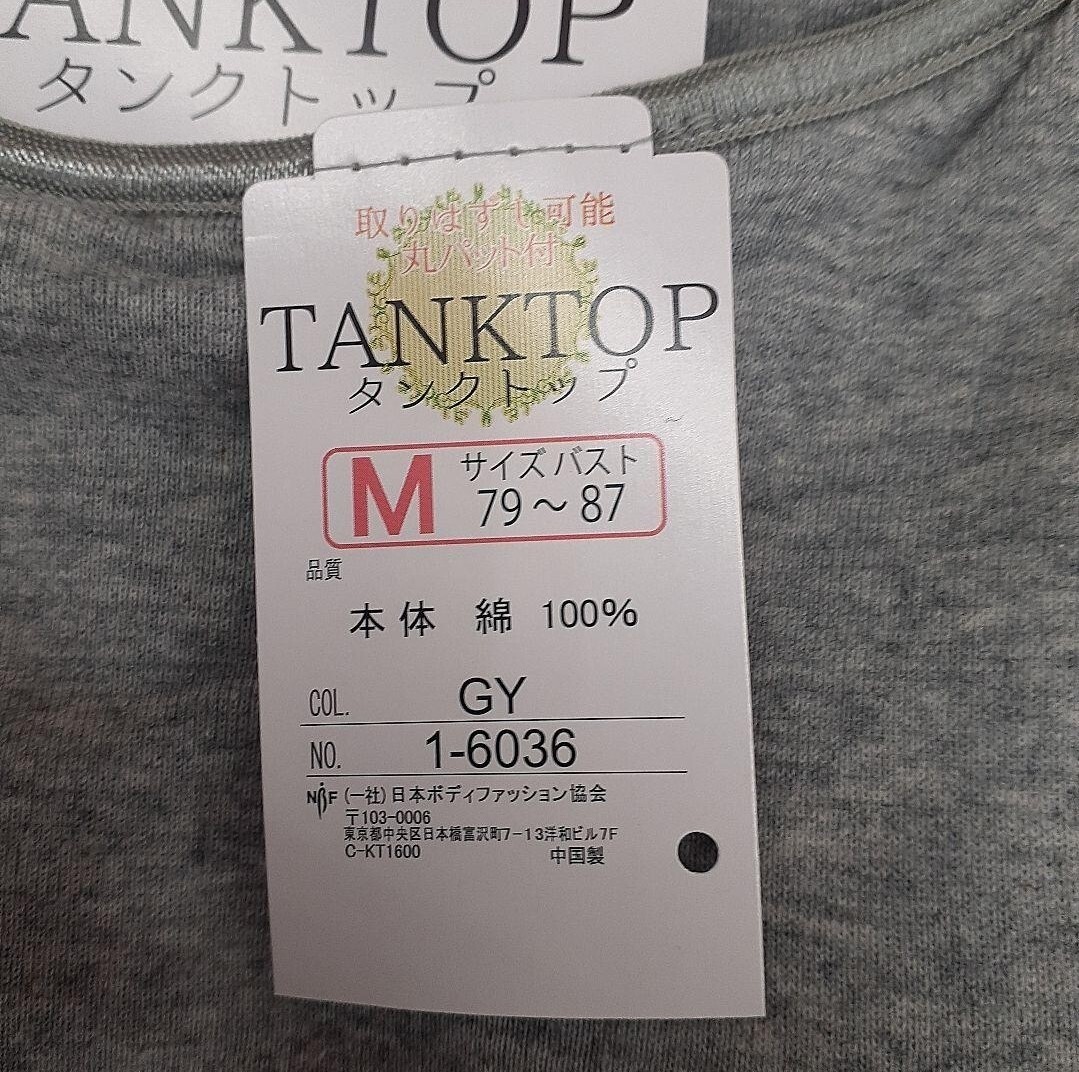 TANKTOP
タンクトップ
取りはずし可能
丸パット付
TANKTOP
タンクトップ
M サイズ バスト
79～87
品質
本体 綿 100%
COL. GY
NO. 1-6036
NBF (一社)日本ボディファッション協会
〒103-0006
東京都中央区日本橋富沢町7-13洋和ビル7F
C-KT1600 中国製